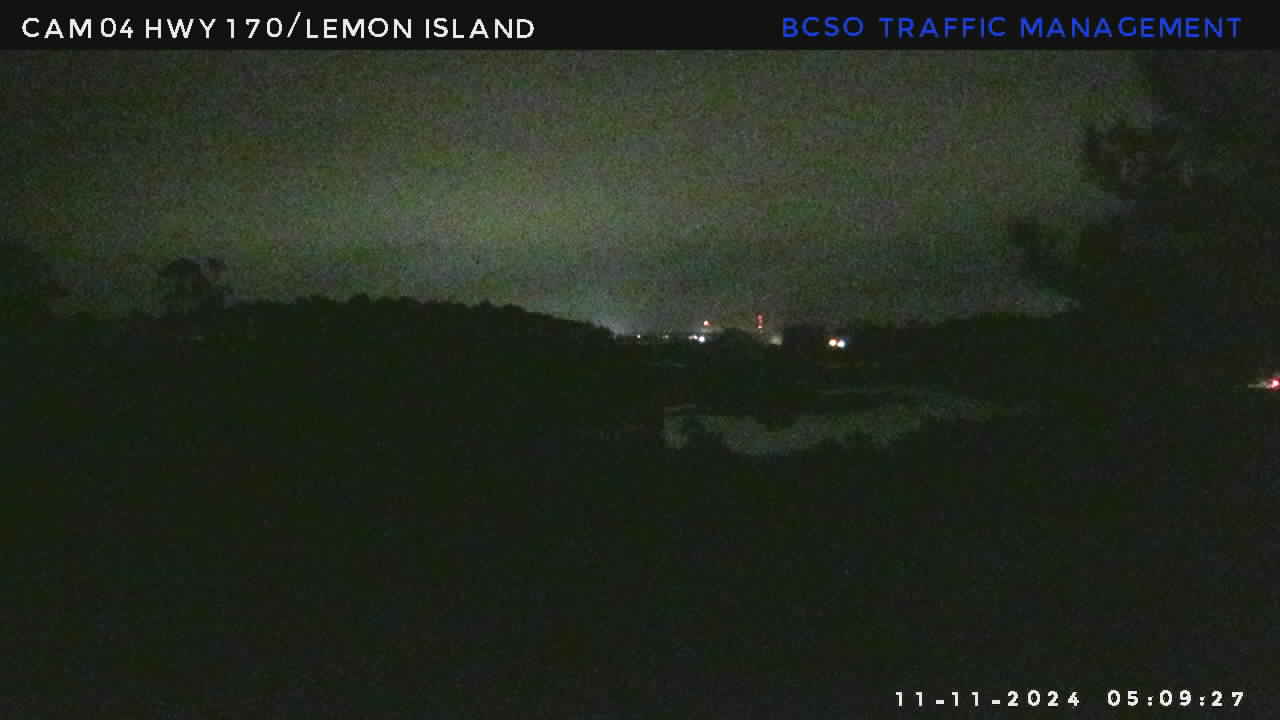 CAM 04 HWY 170/LEMON ISLAND
BCSO TRAFFIC MANAGEMENT
11-11-2024 05:09:27